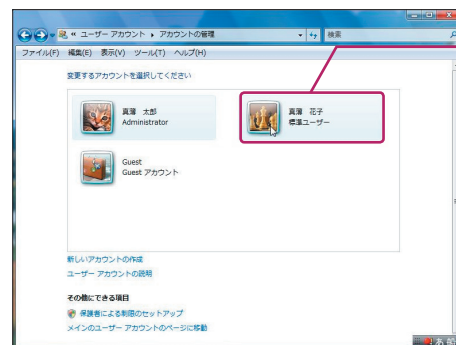 « ユーザー アカウント ▸ アカウントの管理
検索
ファイル(F) 編集(E) 表示(V) ツール(T) ヘルプ(H)
変更するアカウントを選択してください
真薄 太郎
Administrator
真薄 花子
標準ユーザー
Guest
Guest アカウント
新しいアカウントの作成
ユーザー アカウントの説明
その他にできる項目
保護者による制限のセットアップ
メインのユーザー アカウントのページに移動
あ 般